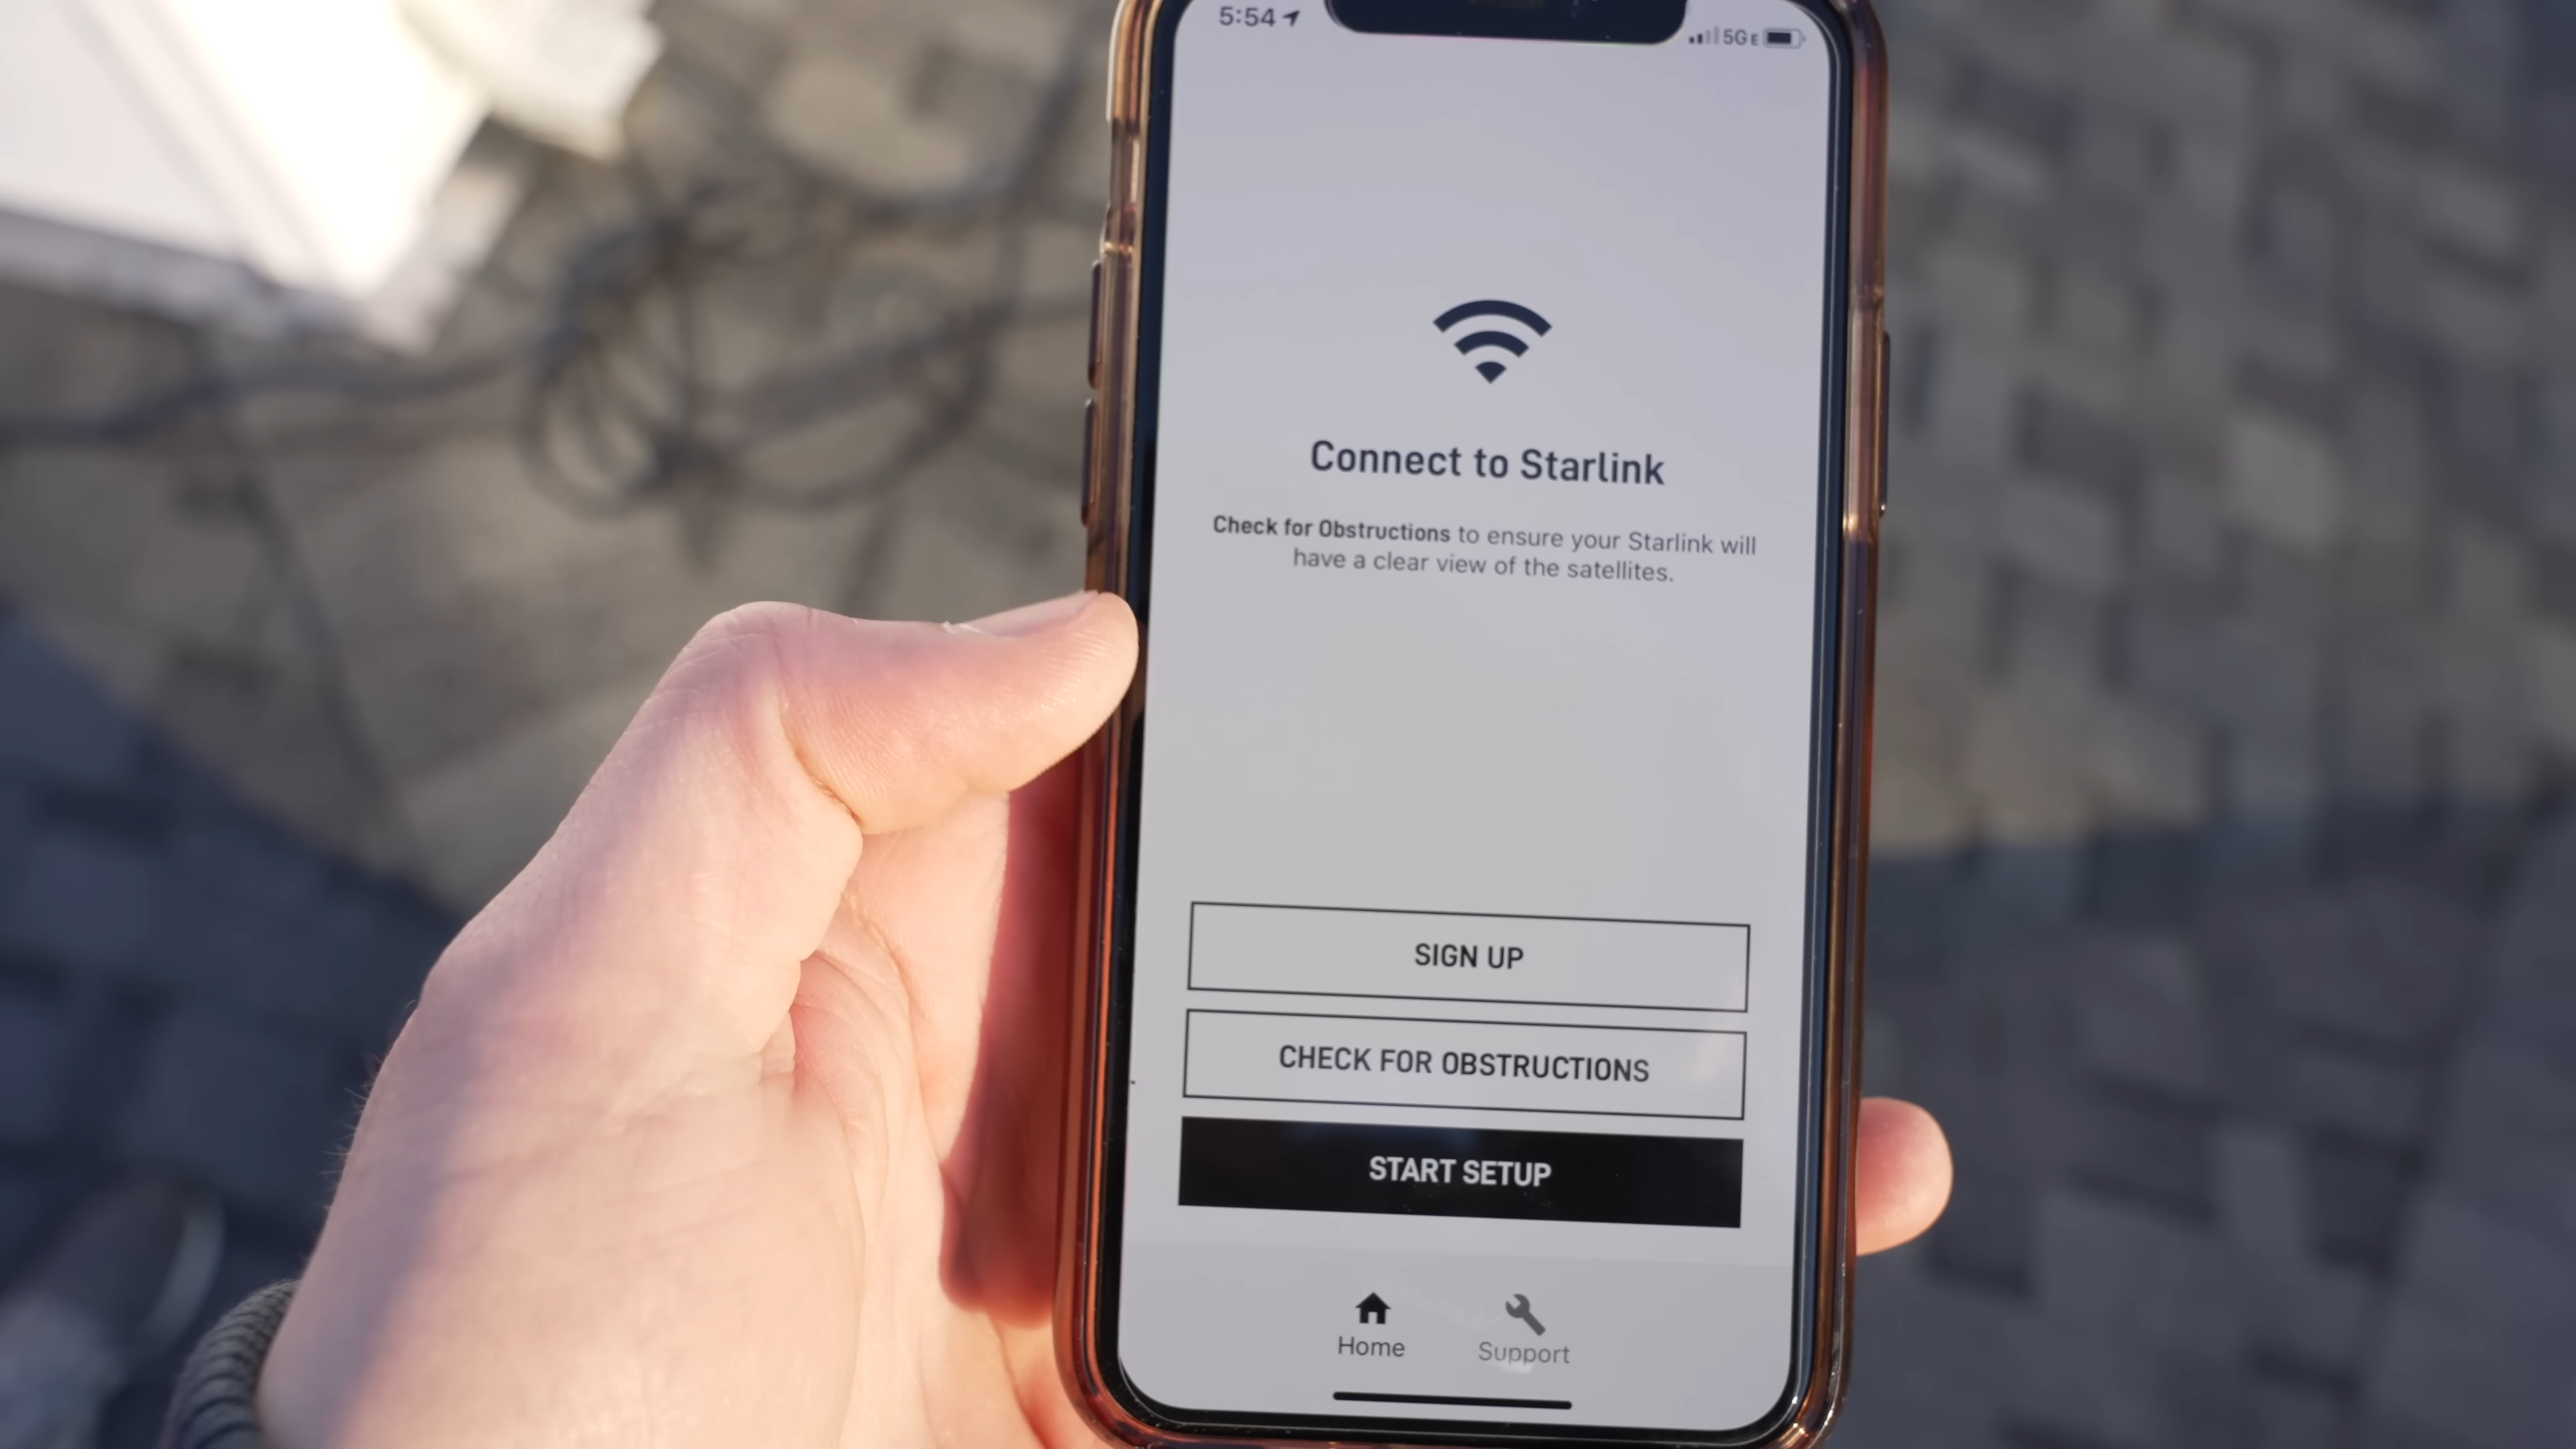 5:54
5G E
Connect to Starlink
Check for Obstructions to ensure your Starlink will
have a clear view of the satellites.
SIGN UP
CHECK FOR OBSTRUCTIONS
START SETUP
Home
Support